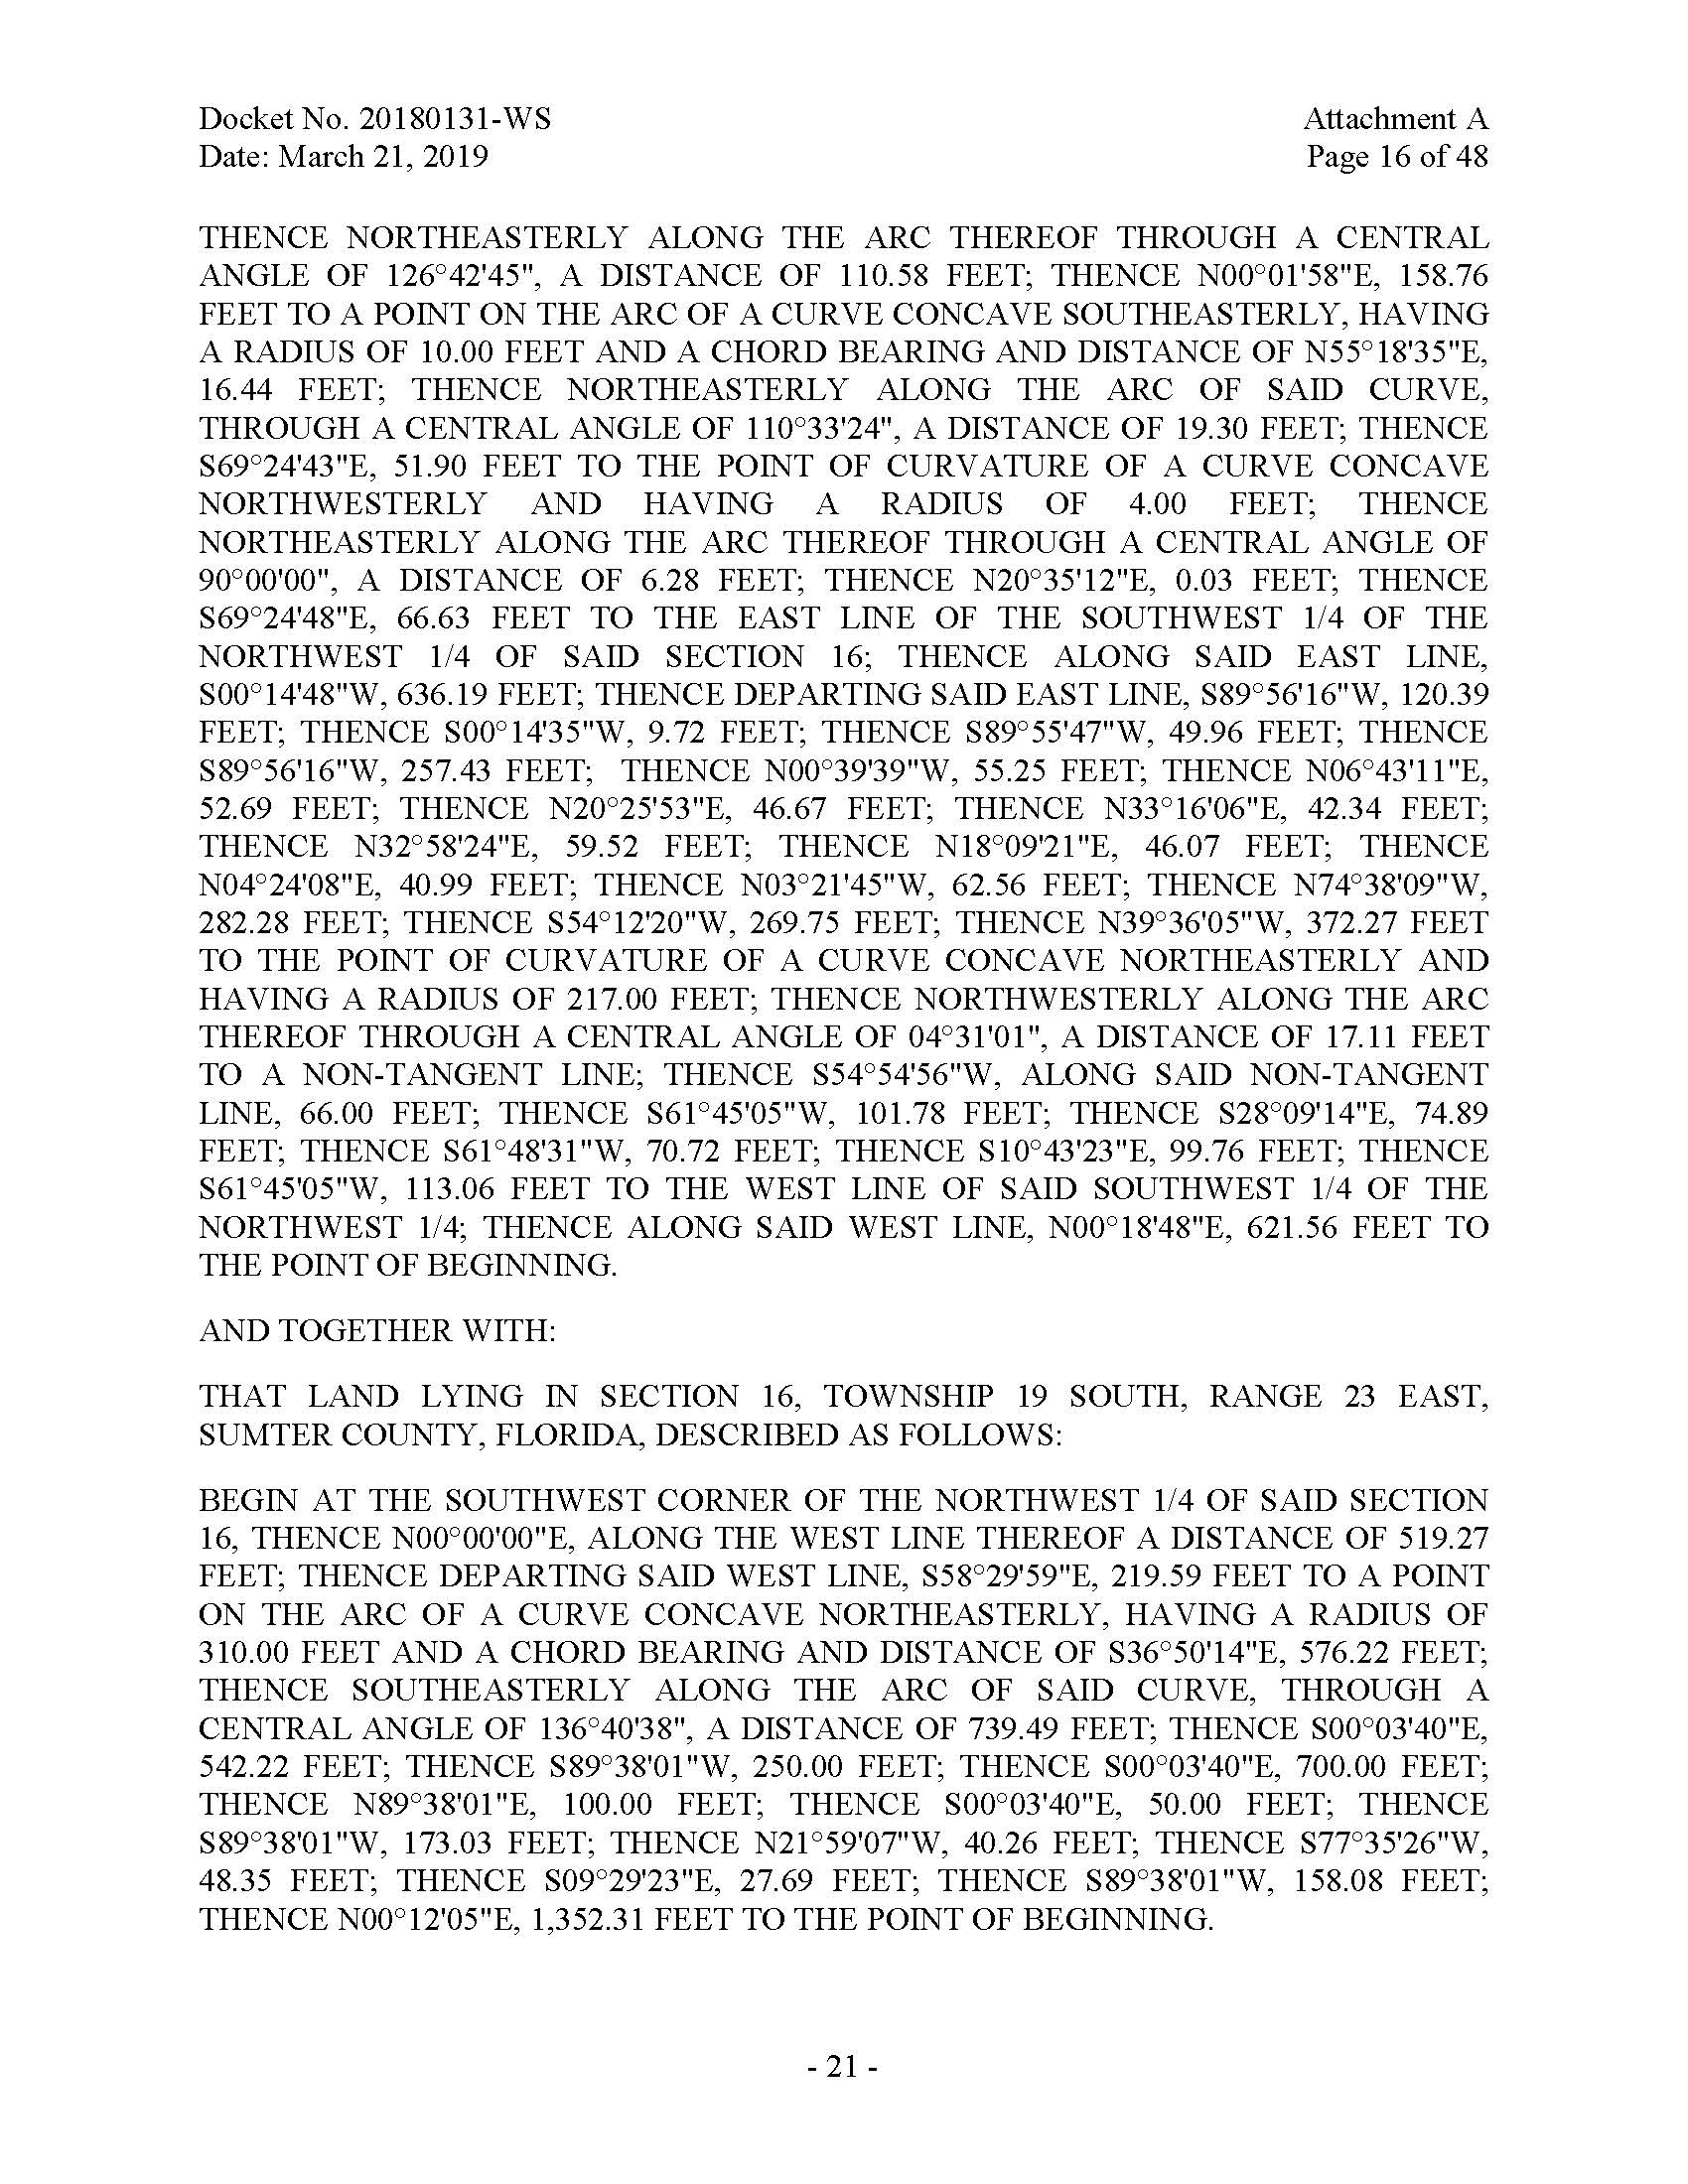 Docket No. 20180131-WS
Attachment A
Date: March 21, 2019
Page 16 of 48
THENCE NORTHEASTERLY ALONG THE ARC THEREOF THROUGH A CENTRAL
ANGLE OF 126°42'45", A DISTANCE OF 110.58 FEET; THENCE N00°01'58"E, 158.76
FEET TO A POINT ON THE ARC OF A CURVE CONCAVE SOUTHEASTERLY, HAVING
A RADIUS OF 10.00 FEET AND A CHORD BEARING AND DISTANCE OF N55°18'35"E,
16.44 FEET; THENCE NORTHEASTERLY ALONG THE ARC OF SAID CURVE,
THROUGH A CENTRAL ANGLE OF 110°33'24", A DISTANCE OF 19.30 FEET; THENCE
S69°24'43"E, 51.90 FEET TO THE POINT OF CURVATURE OF A CURVE CONCAVE
NORTHWESTERLY AND HAVING A RADIUS OF 4.00 FEET; THENCE
NORTHEASTERLY ALONG THE ARC THEREOF THROUGH A CENTRAL ANGLE OF
90°00'00", A DISTANCE OF 6.28 FEET; THENCE N20°35'12"E, 0.03 FEET; THENCE
S69°24'48"E, 66.63 FEET TO THE EAST LINE OF THE SOUTHWEST 1/4 OF THE
NORTHWEST 1/4 OF SAID SECTION 16; THENCE ALONG SAID EAST LINE,
S00°14'48"W, 636.19 FEET; THENCE DEPARTING SAID EAST LINE, S89°56'16"W, 120.39
FEET; THENCE S00°14'35"W, 9.72 FEET; THENCE S89°55'47"W, 49.96 FEET; THENCE
S89°56'16"W, 257.43 FEET; THENCE N00°39'39"W, 55.25 FEET; THENCE N06°43'11"E,
52.69 FEET; THENCE N20°25'53"E, 46.67 FEET; THENCE N33°16'06"E, 42.34 FEET;
THENCE N32°58'24"E, 59.52 FEET; THENCE N18°09'21"E, 46.07 FEET; THENCE
N04°24'08"E, 40.99 FEET; THENCE N03°21'45"W, 62.56 FEET; THENCE N74°38'09"W,
282.28 FEET; THENCE S54°12'20"W, 269.75 FEET; THENCE N39°36'05"W, 372.27 FEET
TO THE POINT OF CURVATURE OF A CURVE CONCAVE NORTHEASTERLY AND
HAVING A RADIUS OF 217.00 FEET; THENCE NORTHWESTERLY ALONG THE ARC
THEREOF THROUGH A CENTRAL ANGLE OF 04°31'01", A DISTANCE OF 17.11 FEET
TO A NON-TANGENT LINE; THENCE S54°54'56"W, ALONG SAID NON-TANGENT
LINE, 66.00 FEET; THENCE S61°45'05"W, 101.78 FEET; THENCE S28°09'14"E, 74.89
FEET; THENCE S61°48'31"W, 70.72 FEET; THENCE S10°43'23"E, 99.76 FEET; THENCE
S61°45'05"W, 113.06 FEET TO THE WEST LINE OF SAID SOUTHWEST 1/4 OF THE
NORTHWEST 1/4; THENCE ALONG SAID WEST LINE, N00°18'48"E, 621.56 FEET TO
THE POINT OF BEGINNING.
AND TOGETHER WITH:
THAT LAND LYING IN SECTION 16, TOWNSHIP 19 SOUTH, RANGE 23 EAST,
SUMTER COUNTY, FLORIDA, DESCRIBED AS FOLLOWS:
BEGIN AT THE SOUTHWEST CORNER OF THE NORTHWEST 1/4 OF SAID SECTION
16, THENCE N00°00'00"E, ALONG THE WEST LINE THEREOF A DISTANCE OF 519.27
FEET; THENCE DEPARTING SAID WEST LINE, S58°29'59"E, 219.59 FEET TO A POINT
ON THE ARC OF A CURVE CONCAVE NORTHEASTERLY, HAVING A RADIUS OF
310.00 FEET AND A CHORD BEARING AND DISTANCE OF S36°50'14"E, 576.22 FEET;
THENCE SOUTHEASTERLY ALONG THE ARC OF SAID CURVE, THROUGH A
CENTRAL ANGLE OF 136°40'38", A DISTANCE OF 739.49 FEET; THENCE S00°03'40"E,
542.22 FEET; THENCE S89°38'01"W, 250.00 FEET; THENCE S00°03'40"E, 700.00 FEET;
THENCE N89°38'01"E, 100.00 FEET; THENCE S00°03'40"E, 50.00 FEET; THENCE
S89°38'01"W, 173.03 FEET; THENCE N21°59'07"W, 40.26 FEET; THENCE S77°35'26"W,
48.35 FEET; THENCE S09°29'23"E, 27.69 FEET; THENCE S89°38'01"W, 158.08 FEET;
THENCE N00°12'05"E, 1,352.31 FEET TO THE POINT OF BEGINNING.
- 21 -